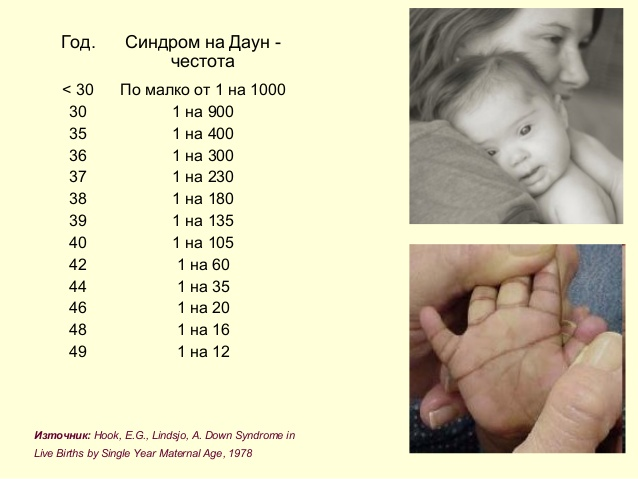 Год. Синдром на Даун -
честота
< 30 По малко от 1 на 1000
30 1 на 900
35 1 на 400
36 1 на 300
37 1 на 230
38 1 на 180
39 1 на 135
40 1 на 105
42 1 на 60
44 1 на 35
46 1 на 20
48 1 на 16
49 1 на 12
Източник: Hook, E.G., Lindsjo, A. Down Syndrome in
Live Births by Single Year Maternal Age, 1978